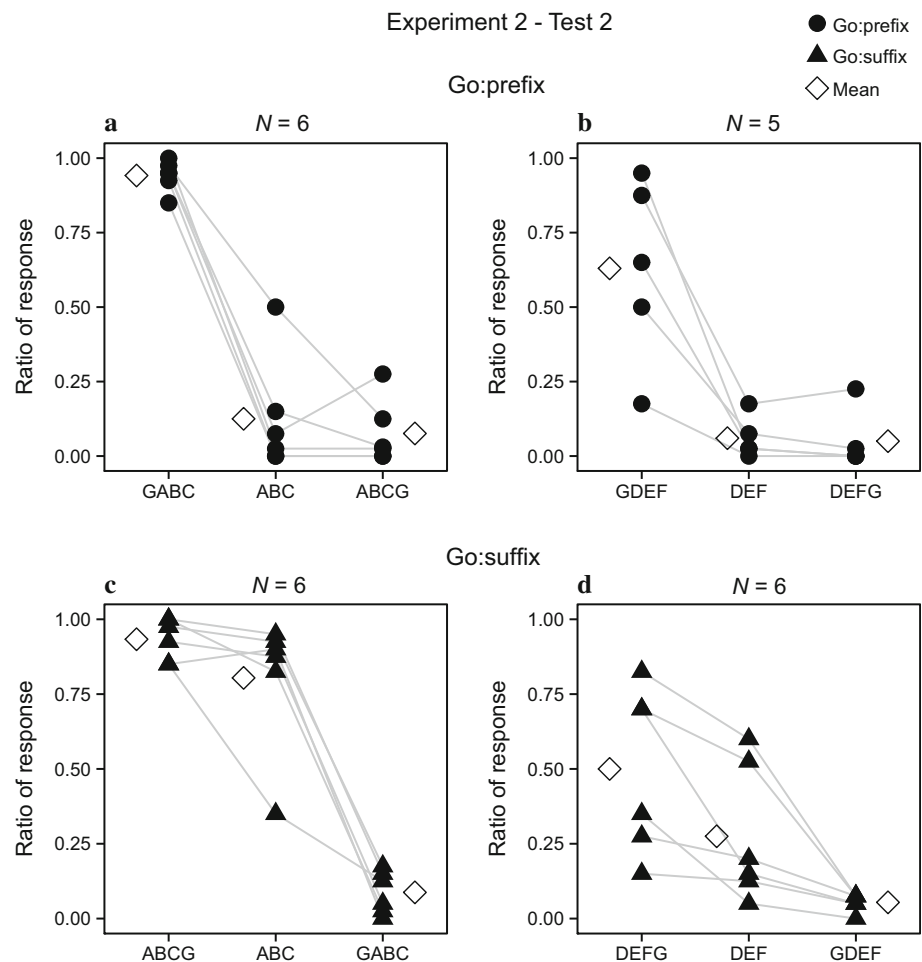 Experiment 2 - Test 2
Go:prefix
Go:suffix
Mean
Go:prefix
a
N = 6
b
N = 5
Ratio of response
1.00
0.75
0.50
0.25
0.00
GABC
ABC
ABCG
Ratio of response
1.00
0.75
0.50
0.25
0.00
GDEF
DEF
DEFG
Go:suffix
c
N = 6
d
N = 6
Ratio of response
1.00
0.75
0.50
0.25
0.00
ABCG
ABC
GABC
Ratio of response
1.00
0.75
0.50
0.25
0.00
DEFG
DEF
GDEF